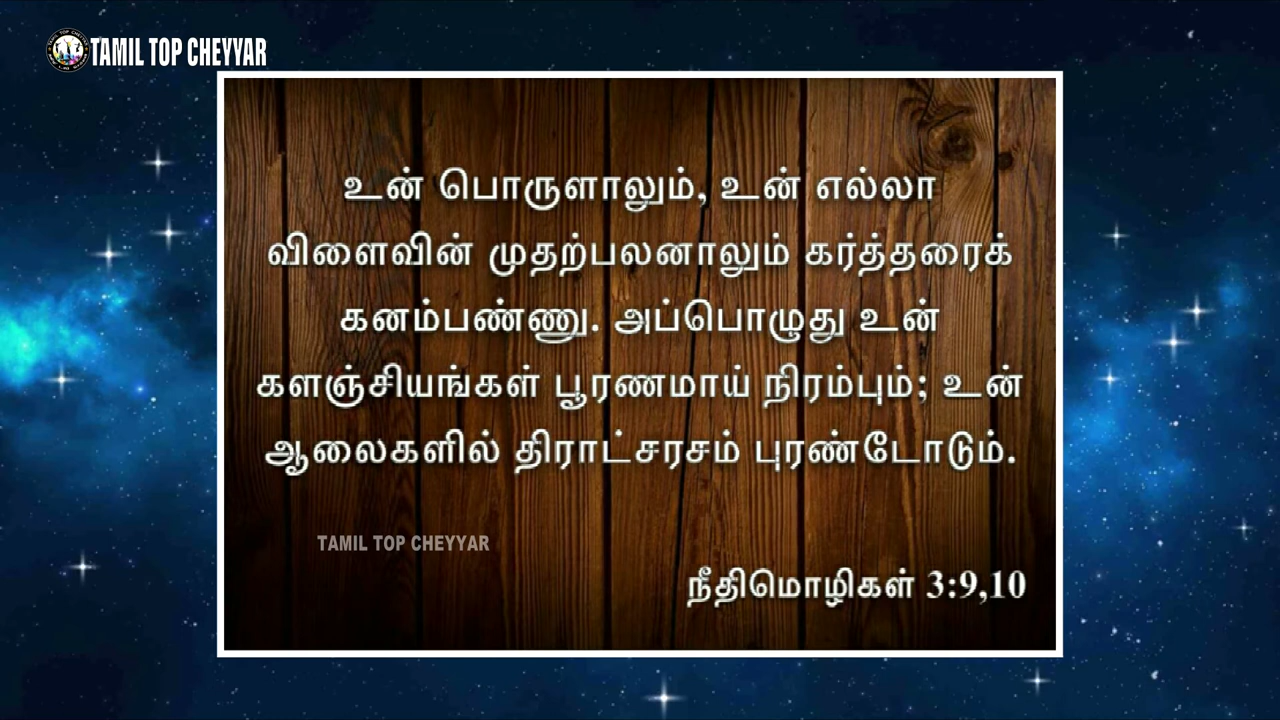 TAMIL TOP CHEYYAR
உன் பொருளாலும், உன் எல்லா
விளைவின் முதற்பலனாலும் கர்த்தரைக்
கனம்பண்ணு. அப்பொழுது உன்
களஞ்சியங்கள் பூரணமாய் நிரம்பும்; உன்
ஆலைகளில் திராட்சரசம் புரண்டோடும்.
TAMIL TOP CHEYYAR
நீதிமொழிகள் 3:9,10